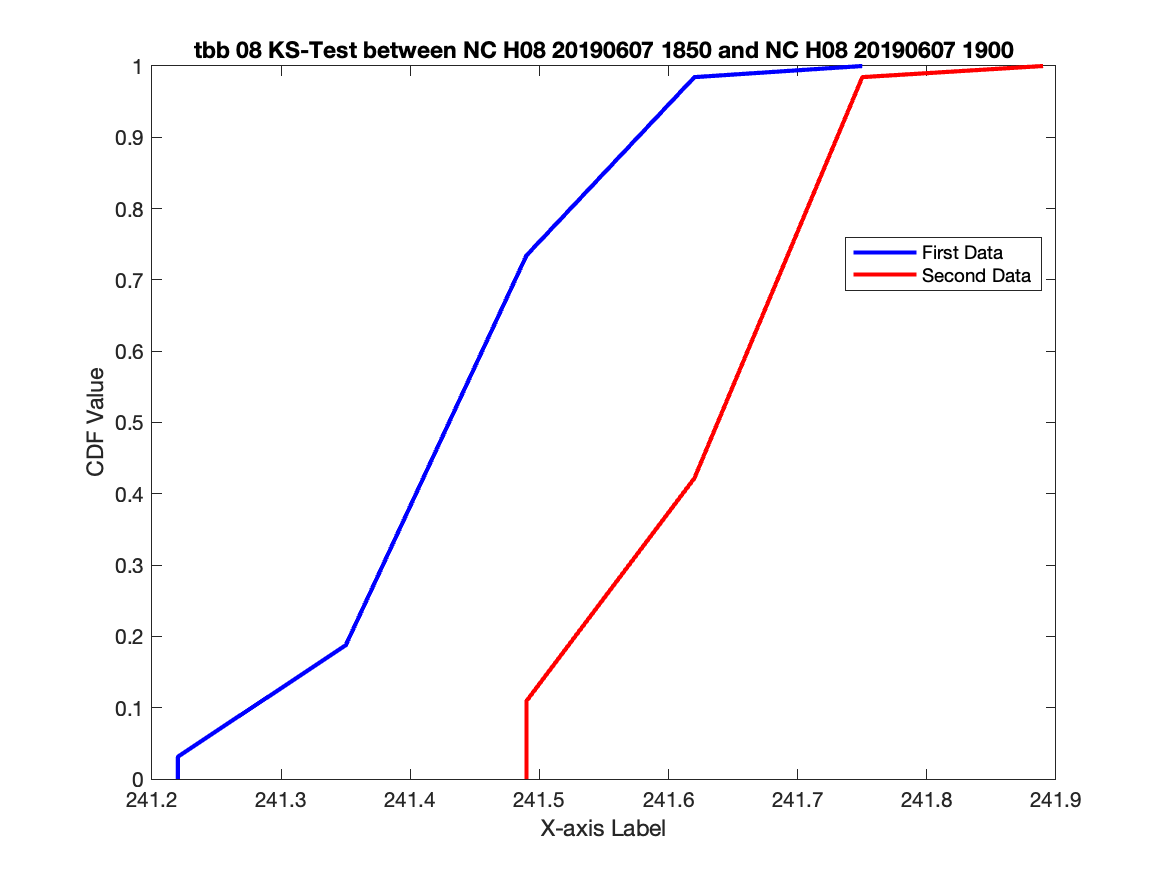 tbb 08 KS-Test between NC H08 20190607 1850 and NC H08 20190607 1900
1
0.9
0.8
0.7
0.6
0.5
0.4
0.3
0.2
0.1
0
CDF Value
First Data
Second Data
241.2 241.3 241.4 241.5 241.6 241.7 241.8 241.9
X-axis Label